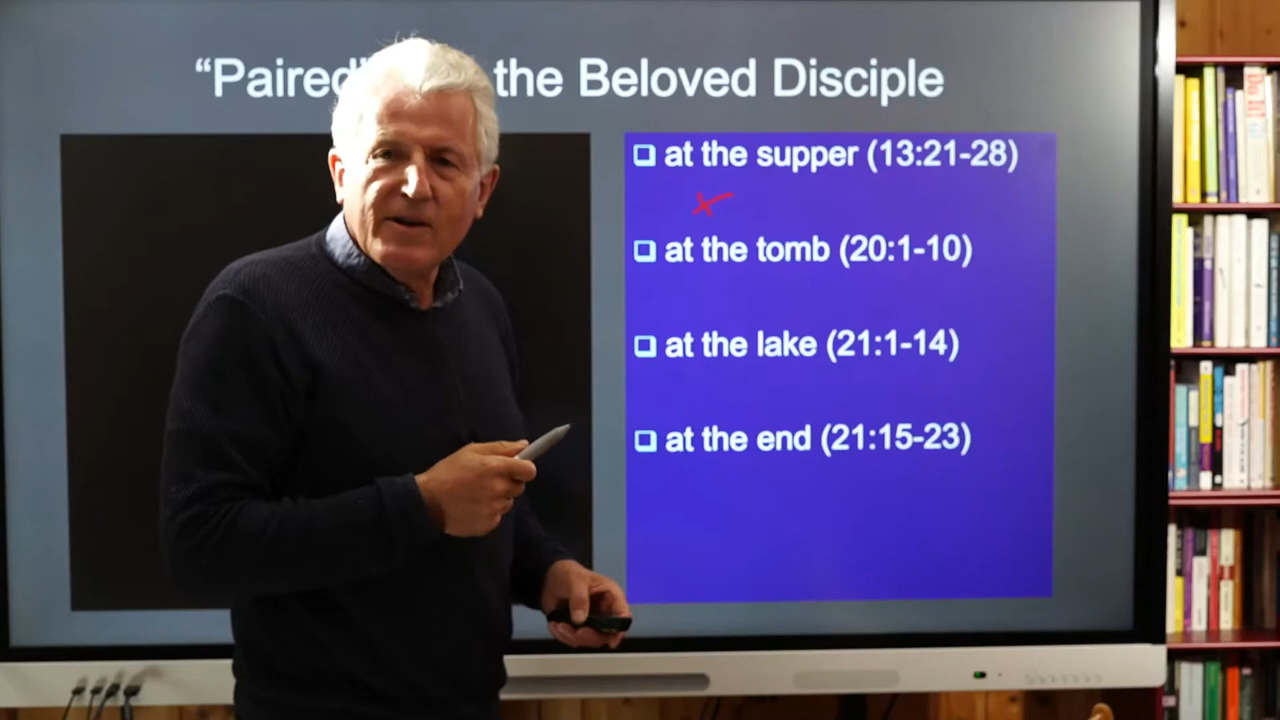 “Paired the Beloved Disciple
❑ at the supper (13:21-28)
❑ at the tomb (20:1-10)
❑ at the lake (21:1-14)
❑ at the end (21:15-23)